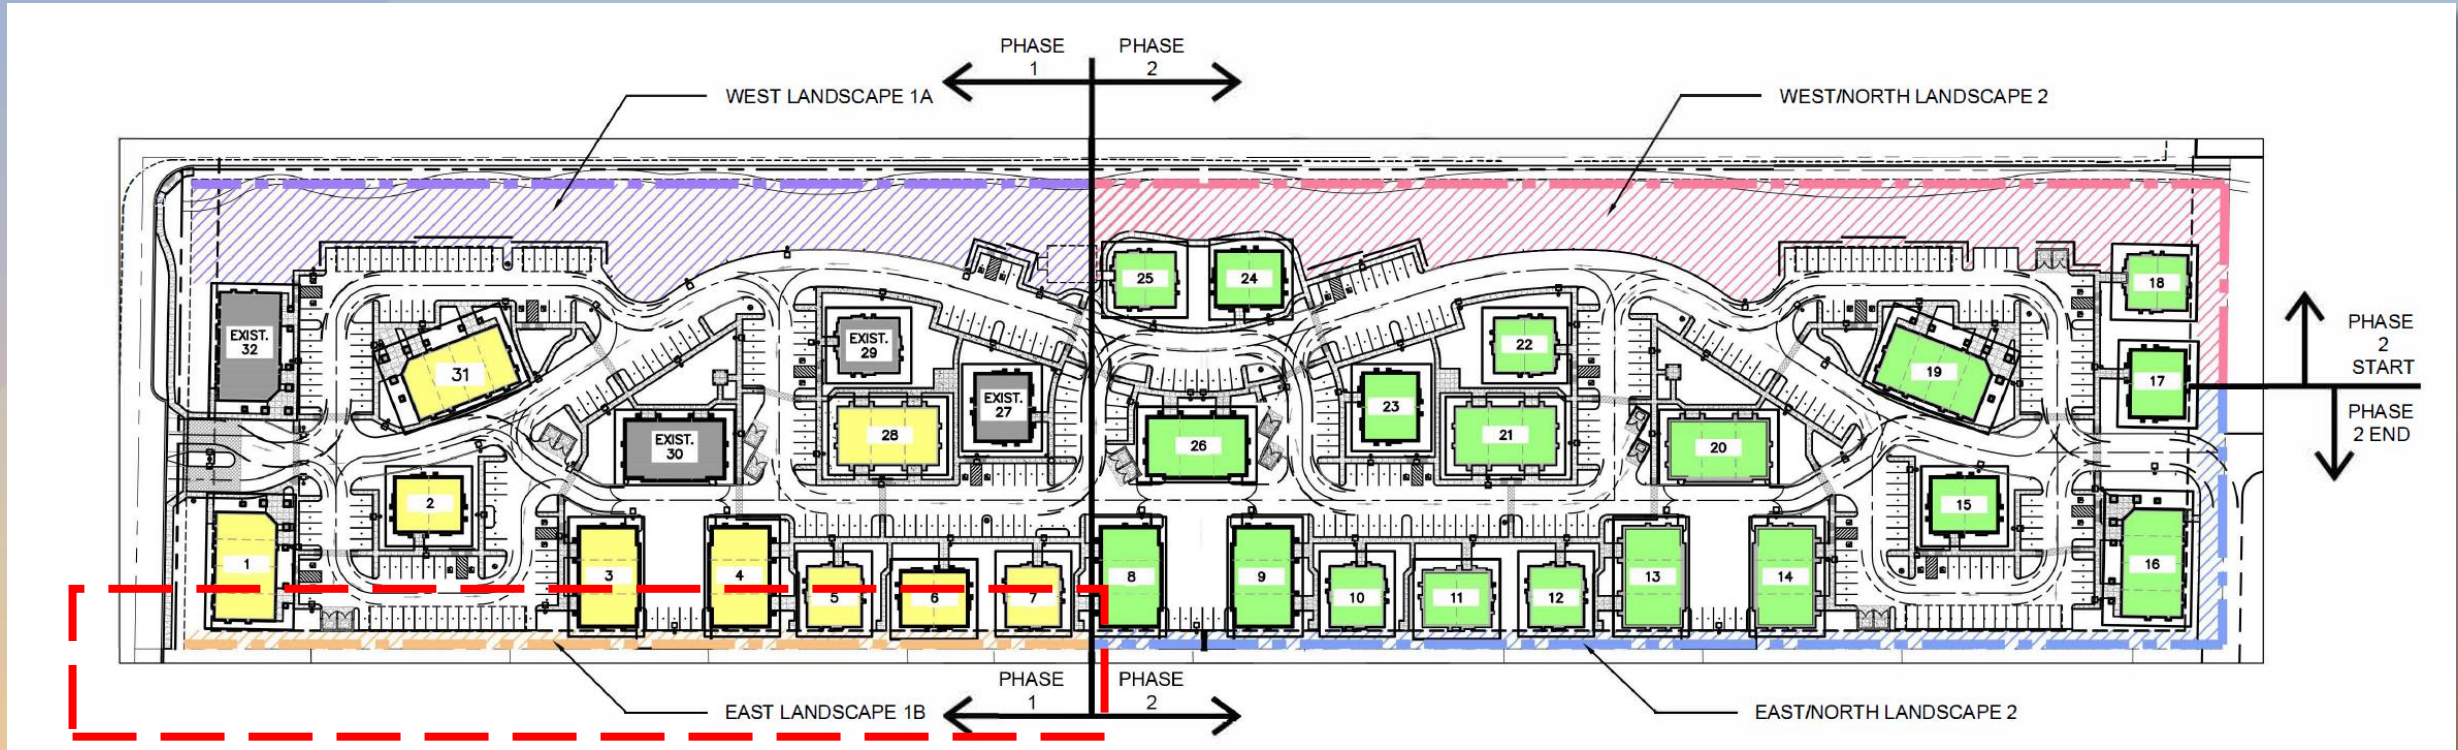 PHASE
1
PHASE
2
WEST LANDSCAPE 1A
WEST/NORTH LANDSCAPE 2
25
24
18
EXIST.
32
EXIST.
29
22
PHASE
2
START
31
19
17
EXIST.
27
23
PHASE
2 END
28
EXIST.
30
26
21
20
2
15
1
3
4
5
6
7
8
9
10
11
12
13
14
16
PHASE
1
PHASE
2
EAST LANDSCAPE 1B
EAST/NORTH LANDSCAPE 2